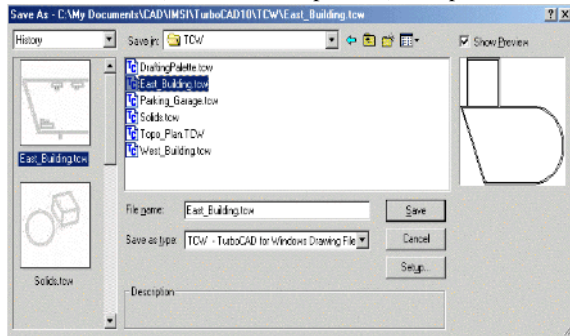 Save As - C:\My Documents\CAD\IMSI\TurboCAD10\TCW\East_Building.tcw
History
Save in: TCW
Show Preview
DraftingPalette.tcw
East_Building.tcw
Parking_Garage.tcw
Solids.tcw
Topo_Plan.TCW
West_Building.tcw
East_Building.tcw
Solids.tcw
File name: East_Building.tcw
Save
Save as type: TCW - TurboCAD for Windows Drawing File
Cancel
Setup...
Description